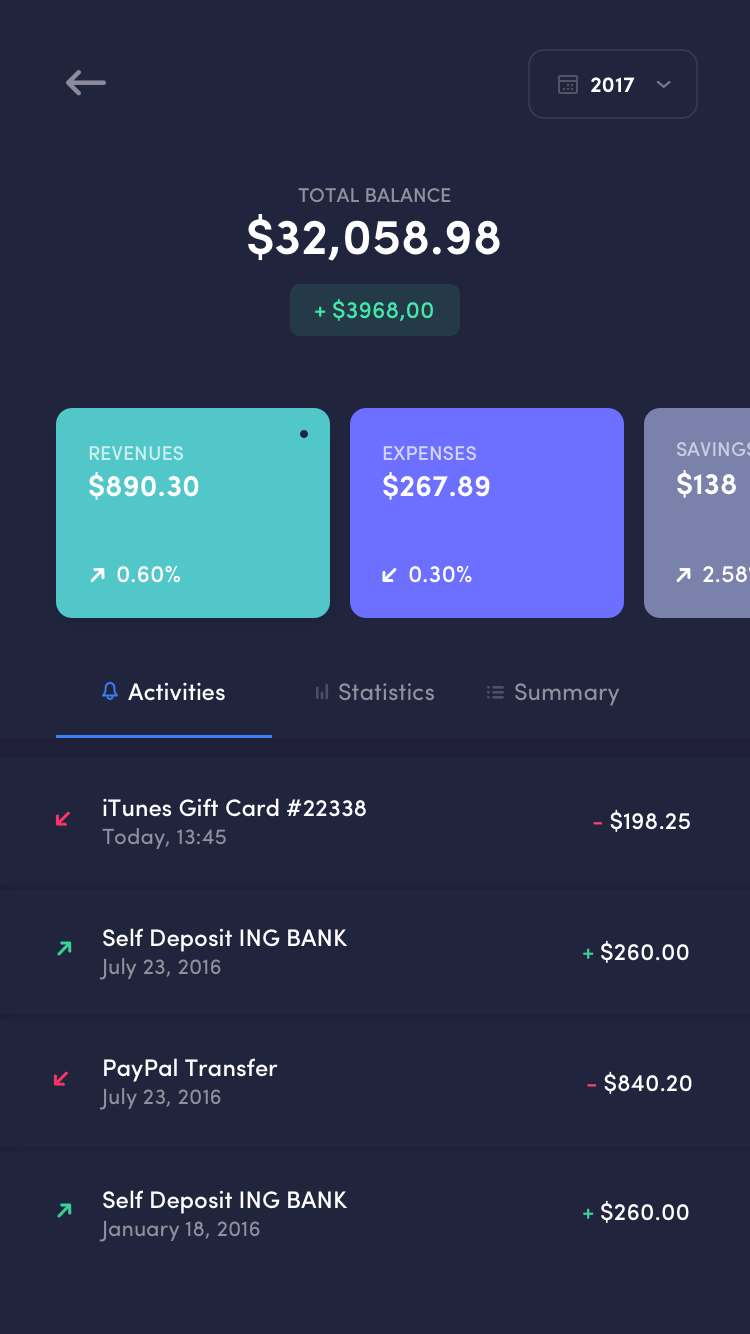 2017
TOTAL BALANCE
$32,058.98
+ $3968,00
REVENUES
$890.30
0.60%
EXPENSES
$267.89
0.30%
SAVINGS
$138
2.58
Activities
Statistics
Summary
iTunes Gift Card #22338
Today, 13:45
- $198.25
Self Deposit ING BANK
July 23, 2016
+ $260.00
PayPal Transfer
July 23, 2016
- $840.20
Self Deposit ING BANK
January 18, 2016
+ $260.00